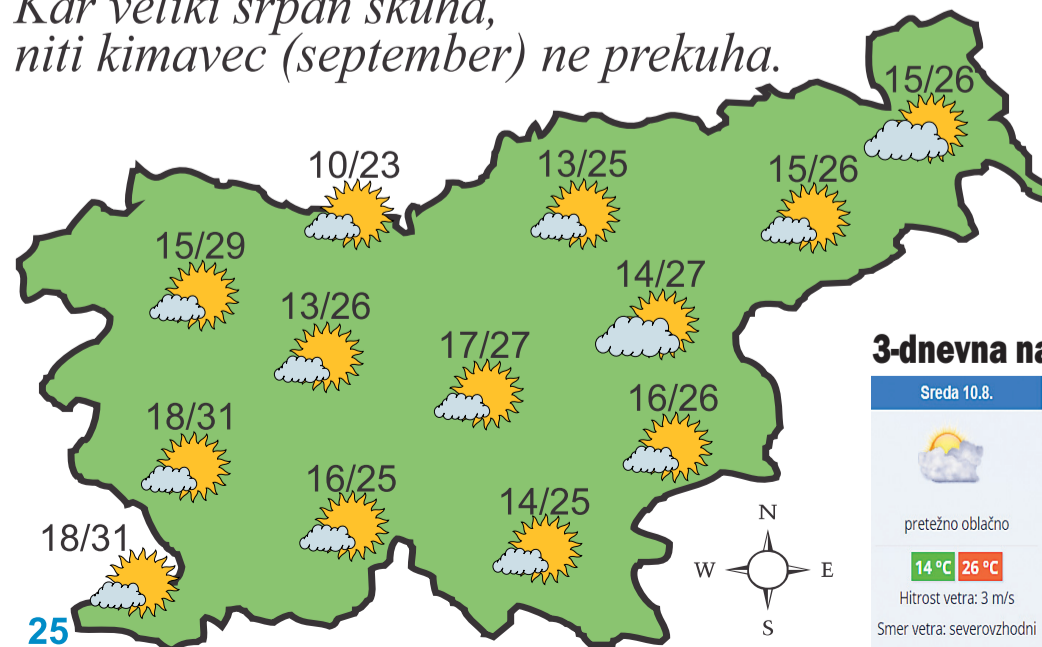 Kar veliki srpan skuha,
niti kimavec (september) ne prekuha.
15/26
10/23
13/25
15/26
15/29
14/27
13/26
17/27
16/26
18/31
16/25
14/25
18/31
25
N
W E
S
3-dnevna na
Sreda 10.8.
pretežno oblačno
14 °C 26 °C
Hitrost vetra: 3 m/s
Smer vetra: severovzhodni